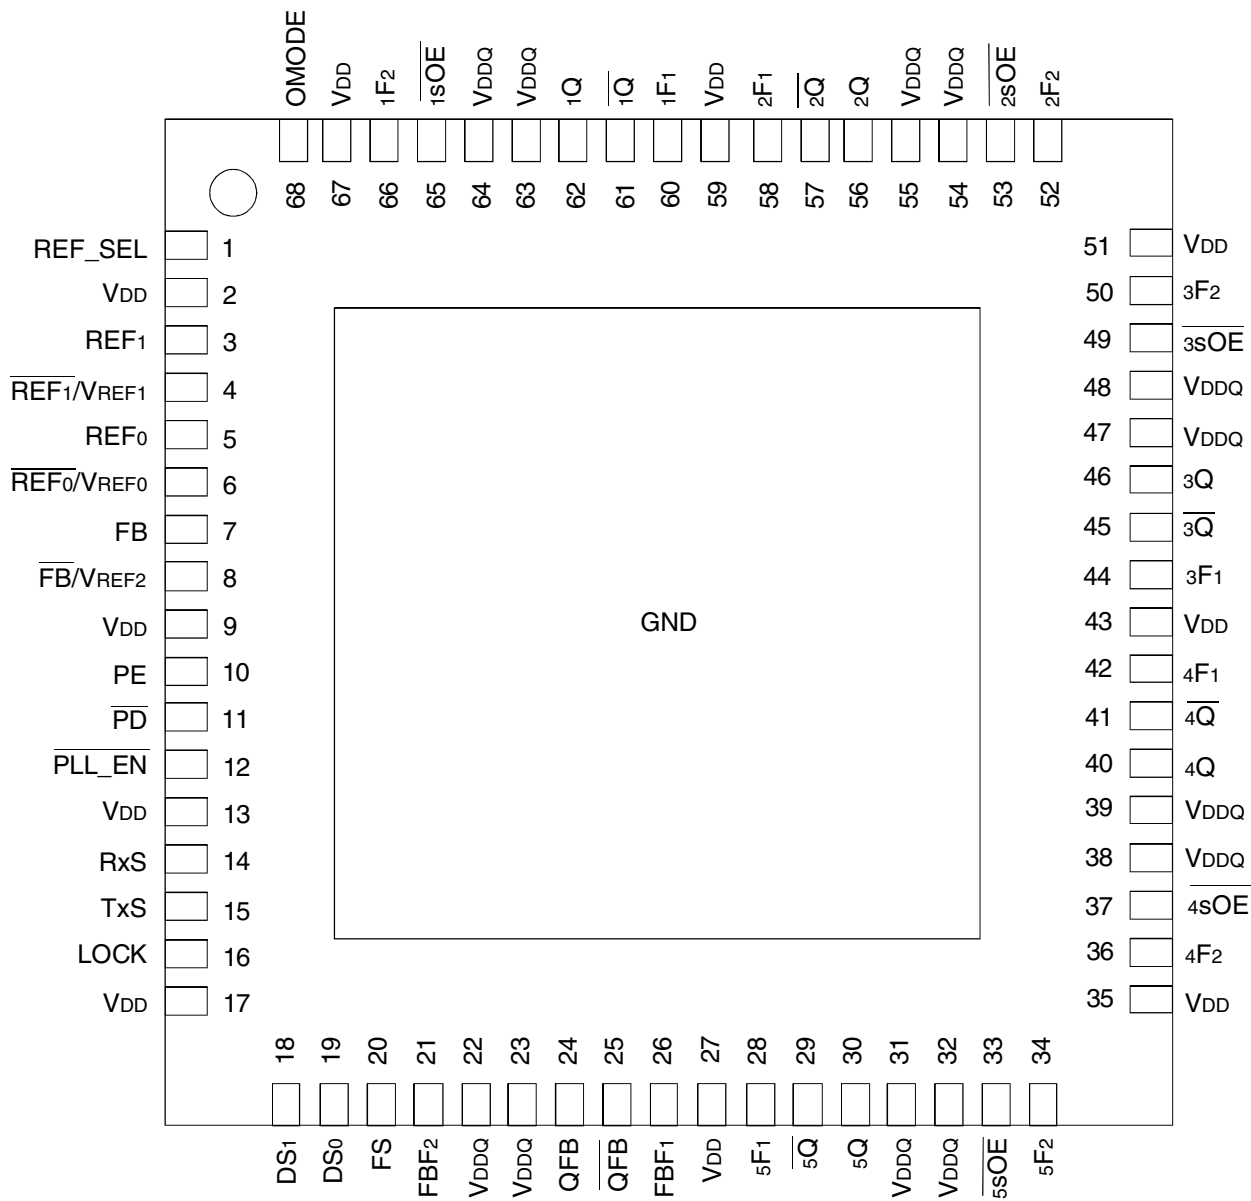 OMODE
VDD
1F2
1sOE
VDDQ
VDDQ
1Q
1Q
1F1
VDD
2F1
2Q
2Q
VDDQ
VDDQ
2sOE
2F2
68 67 66 65 64 63 62 61 60 59 58 57 56 55 54 53 52
REF_SEL 1
VDD 2
REF1 3
REF1/VREF1 4
REF0 5
REF0/VREF0 6
FB 7
FB/VREF2 8
VDD 9
PE 10
PD 11
PLL_EN 12
VDD 13
RxS 14
TxS 15
LOCK 16
VDD 17
GND
51 VDD
50 3F2
49 3sOE
48 VDDQ
47 VDDQ
46 3Q
45 3Q
44 3F1
43 VDD
42 4F1
41 4Q
40 4Q
39 VDDQ
38 VDDQ
37 4sOE
36 4F2
35 VDD
18 19 20 21 22 23 24 25 26 27 28 29 30 31 32 33 34
DS1
DS0
FS
FBF2
VDDQ
VDDQ
QFB
QFB
FBF1
VDD
5F1
5Q
5Q
VDDQ
VDDQ
5sOE
5F2